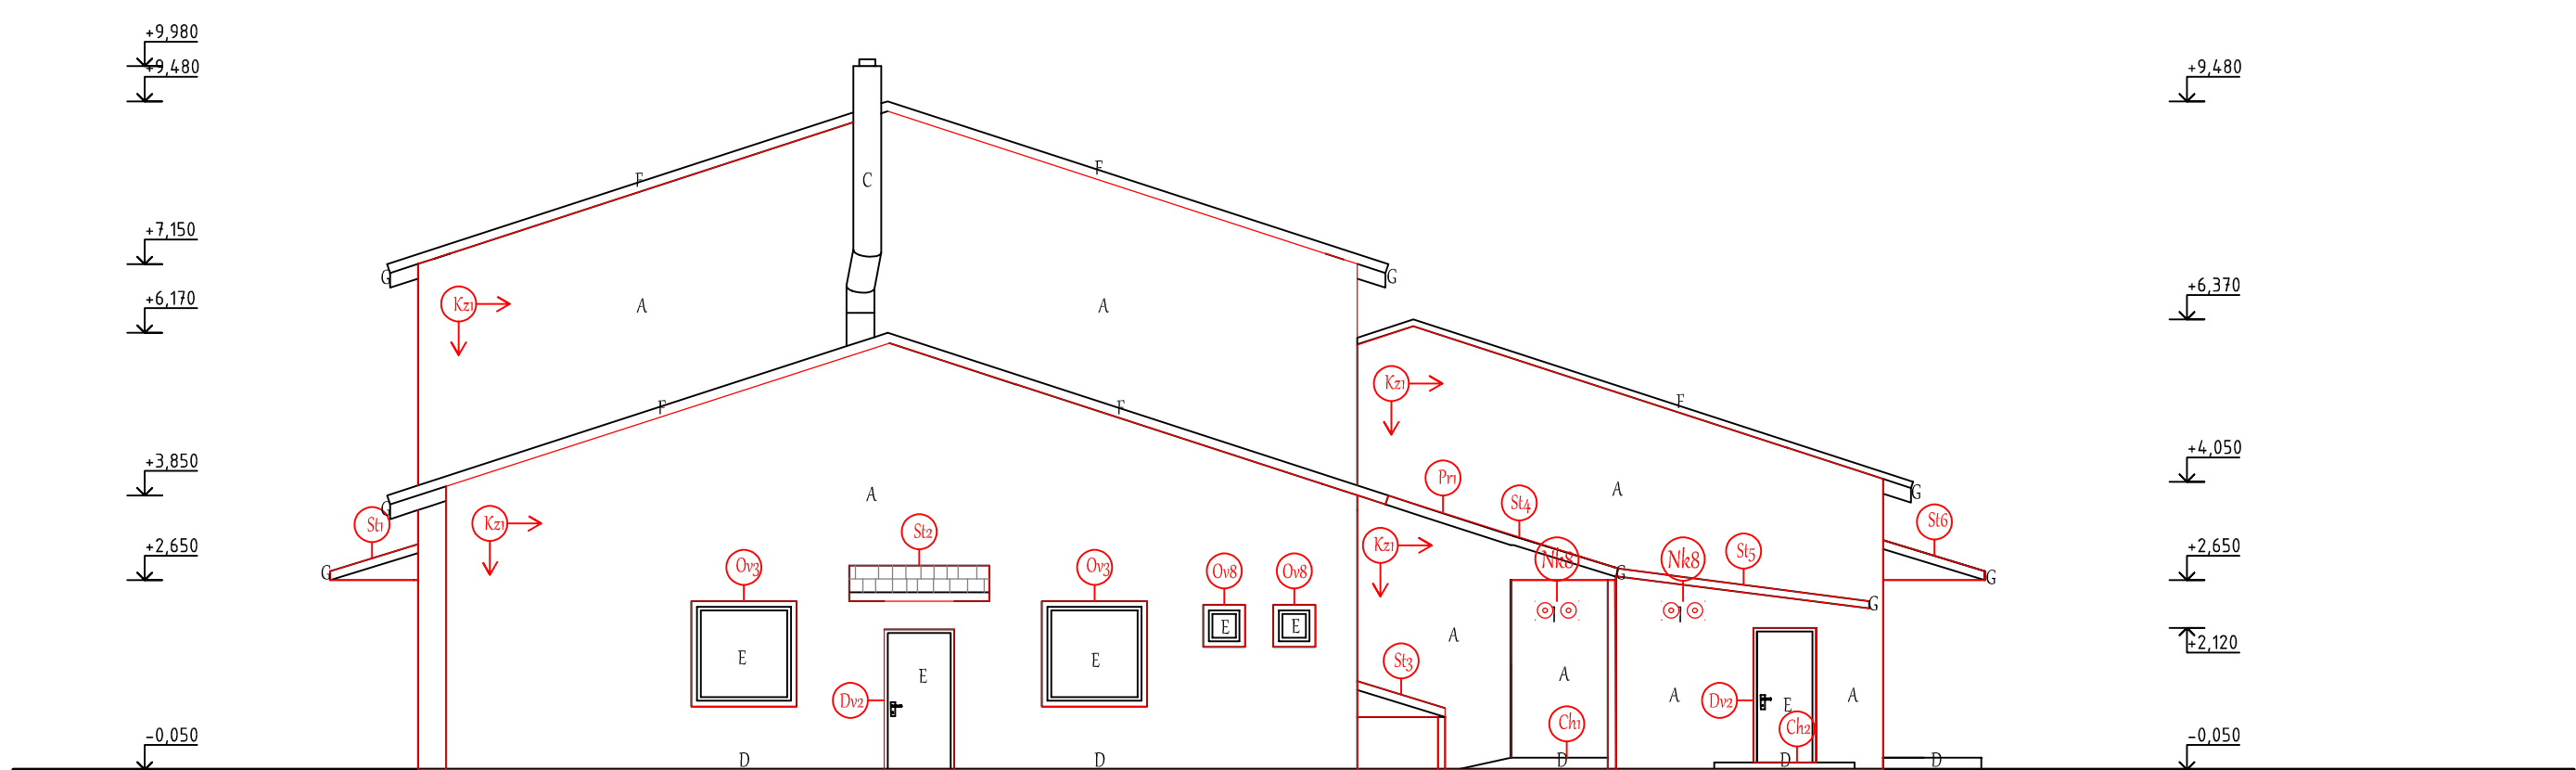 +9,980
+9,480
+9,480
F
F
C
+7,150
G
G
+6,170
Kz1
A
A
+6,370
Kz1
F
F
F
+3,850
+4,050
Pr1
A
A
G
G
St4
St1
Kz1
St2
St6
Kz1
+2,650
+2,650
St5
Nk8
Nk8
Ov3
Ov3
Ov8
Ov8
G
G
G
G
E
E
A
+2,120
E
E
St3
E
A
A
A
Dv2
Dv2
E
Ch1
Ch2
-0,050
-0,050
D
D
D
D
D